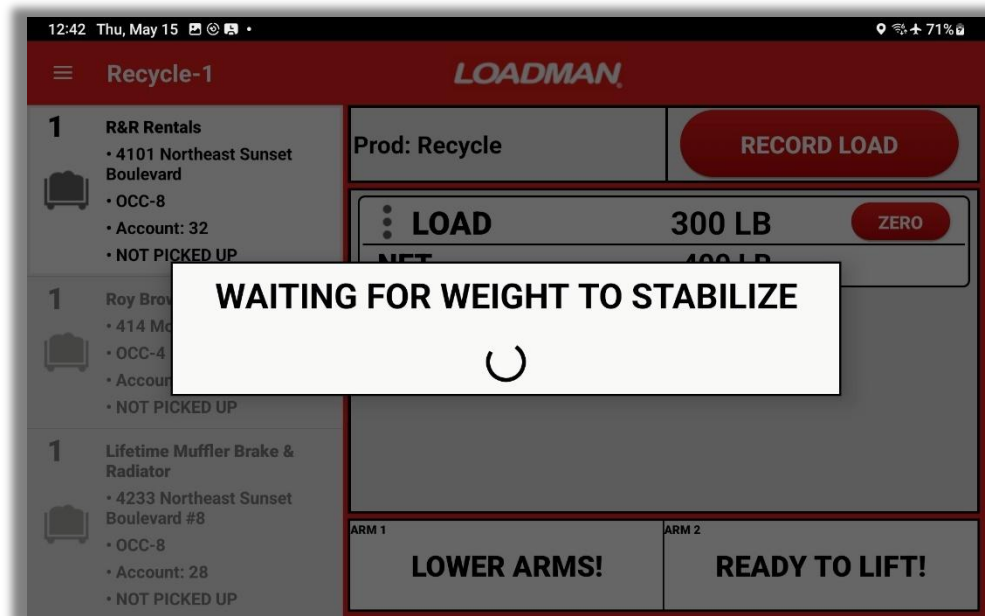 12:42 Thu, May 15
71%
Recycle-1
LOADMAN
1
R&R Rentals
• 4101 Northeast Sunset
Boulevard
• OCC-8
• Account: 32
• NOT PICKED UP
1
Roy
• 414
• OCC-4
• NOT PICKED UP
1
Lifetime Muffler Brake &
Radiator
• 4233 Northeast Sunset
Boulevard #8
• OCC-8
• Account: 28
• NOT PICKED UP
Prod: Recycle
RECORD LOAD
LOAD 300 LB ZERO
NET 400 LB
WAITING FOR WEIGHT TO STABILIZE
ARM 1
LOWER ARMS!
ARM 2
READY TO LIFT!